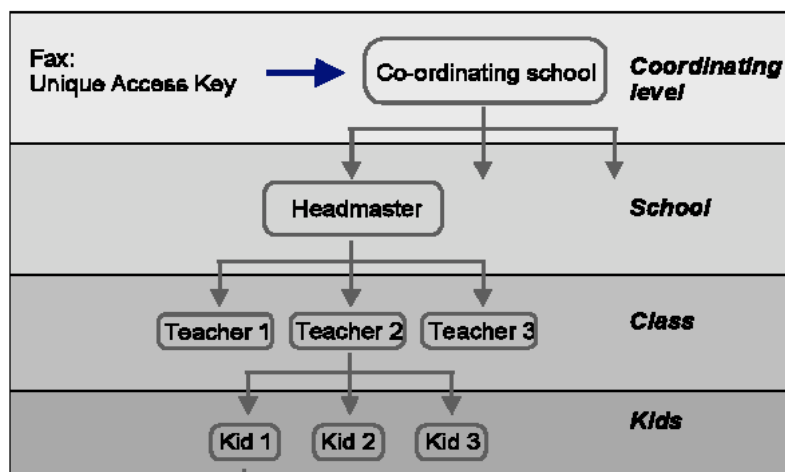 Fax:
Unique Access Key
Co-ordinating school
Coordinating
level
Headmaster
School
Teacher 1
Teacher 2
Teacher 3
Class
Kid 1
Kid 2
Kid 3
Kids